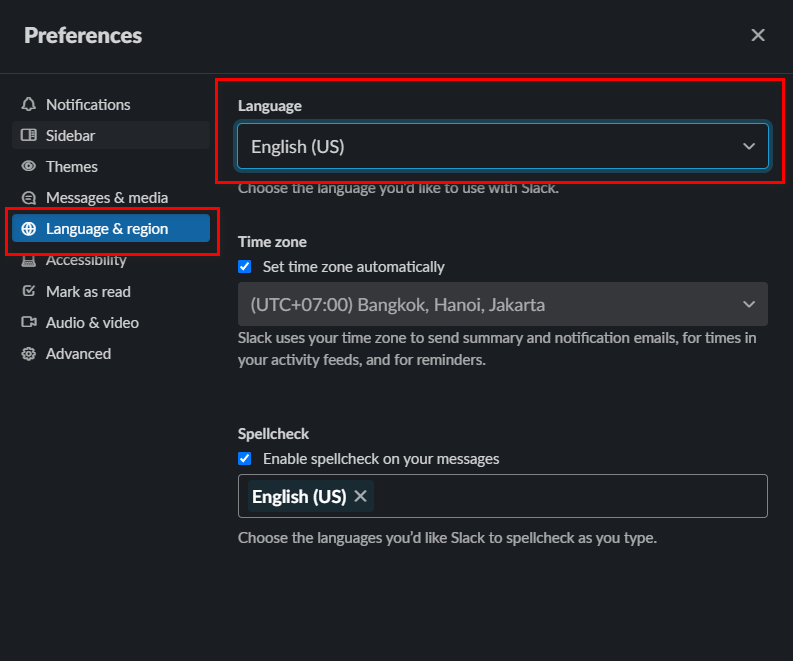 Preferences
Notifications
Sidebar
Themes
Messages & media
Language & region
Accessibility
Mark as read
Audio & video
Advanced
Language
English (US)
Choose the language you'd like to use with Slack.
Time zone
Set time zone automatically
(UTC+07:00) Bangkok, Hanoi, Jakarta
Slack uses your time zone to send summary and notification emails, for times in
your activity feeds, and for reminders.
Spellcheck
Enable spellcheck on your messages
English (US)
Choose the languages you'd like Slack to spellcheck as you type.